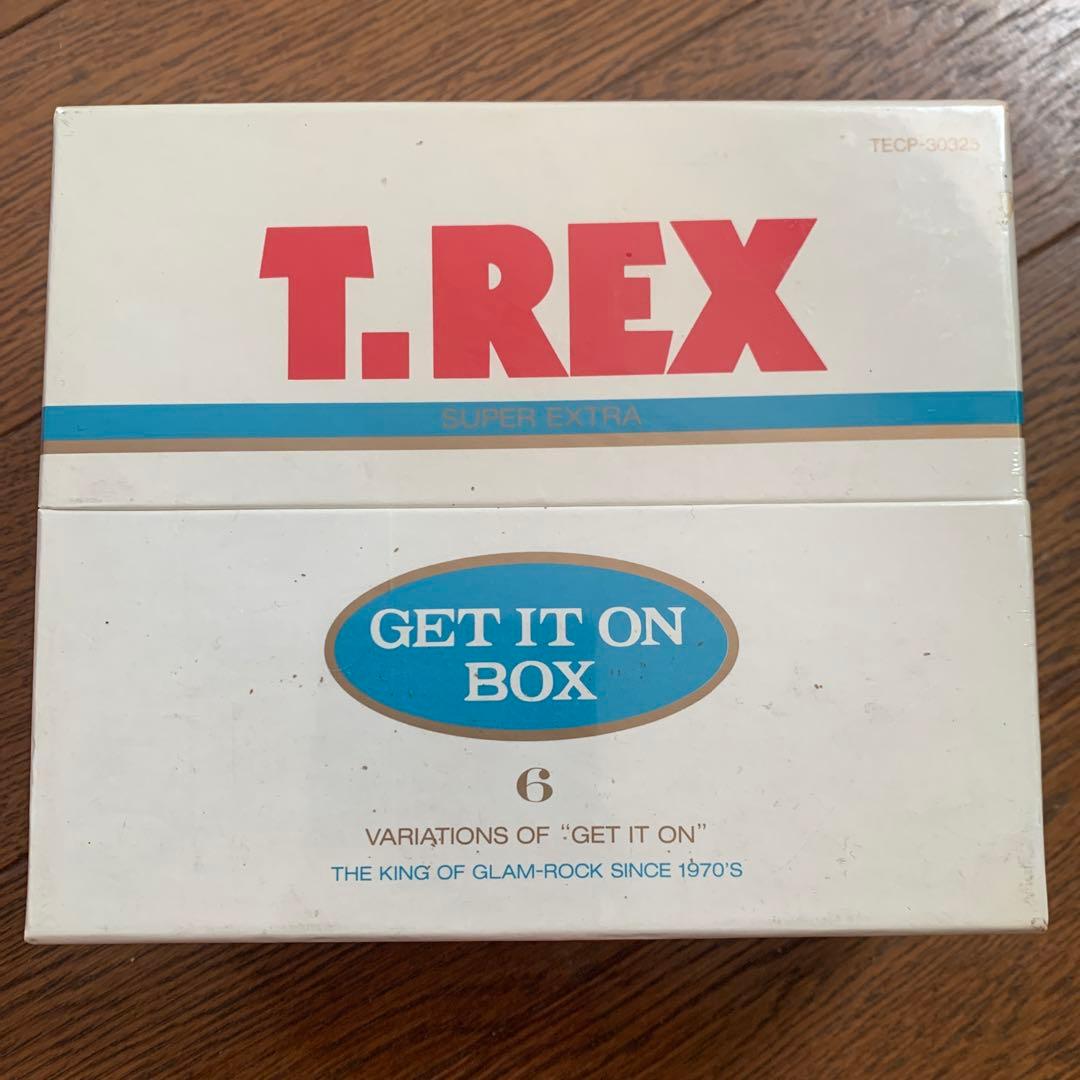 TECP-30325
T.REX
SUPER EXTRA
GET IT ON
BOX
6
VARIATIONS OF “GET IT ON”
THE KING OF GLAM-ROCK SINCE 1970'S